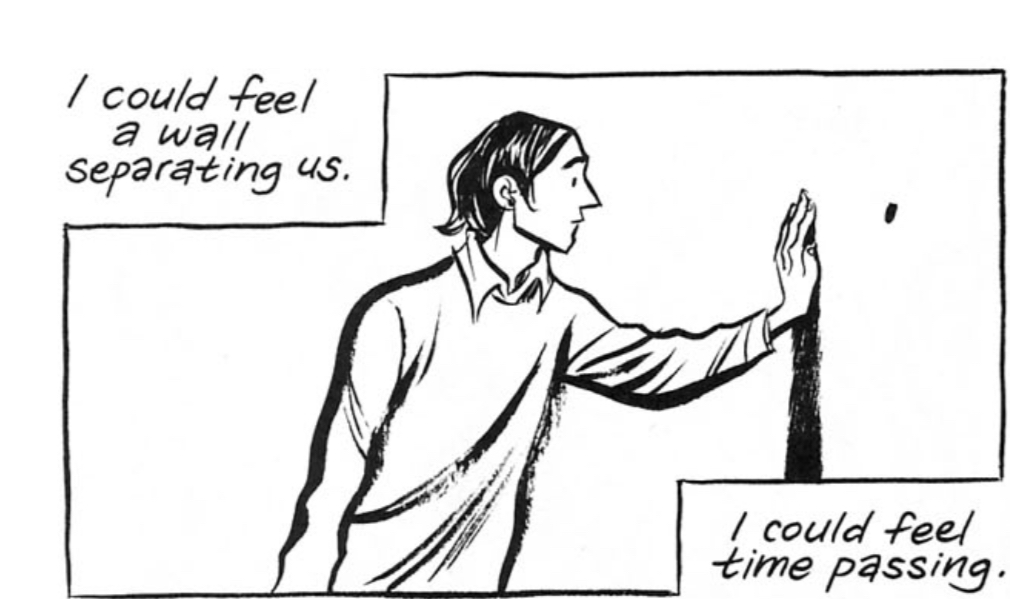 I could feel
a wall
separating us.
I could feel
time passing.